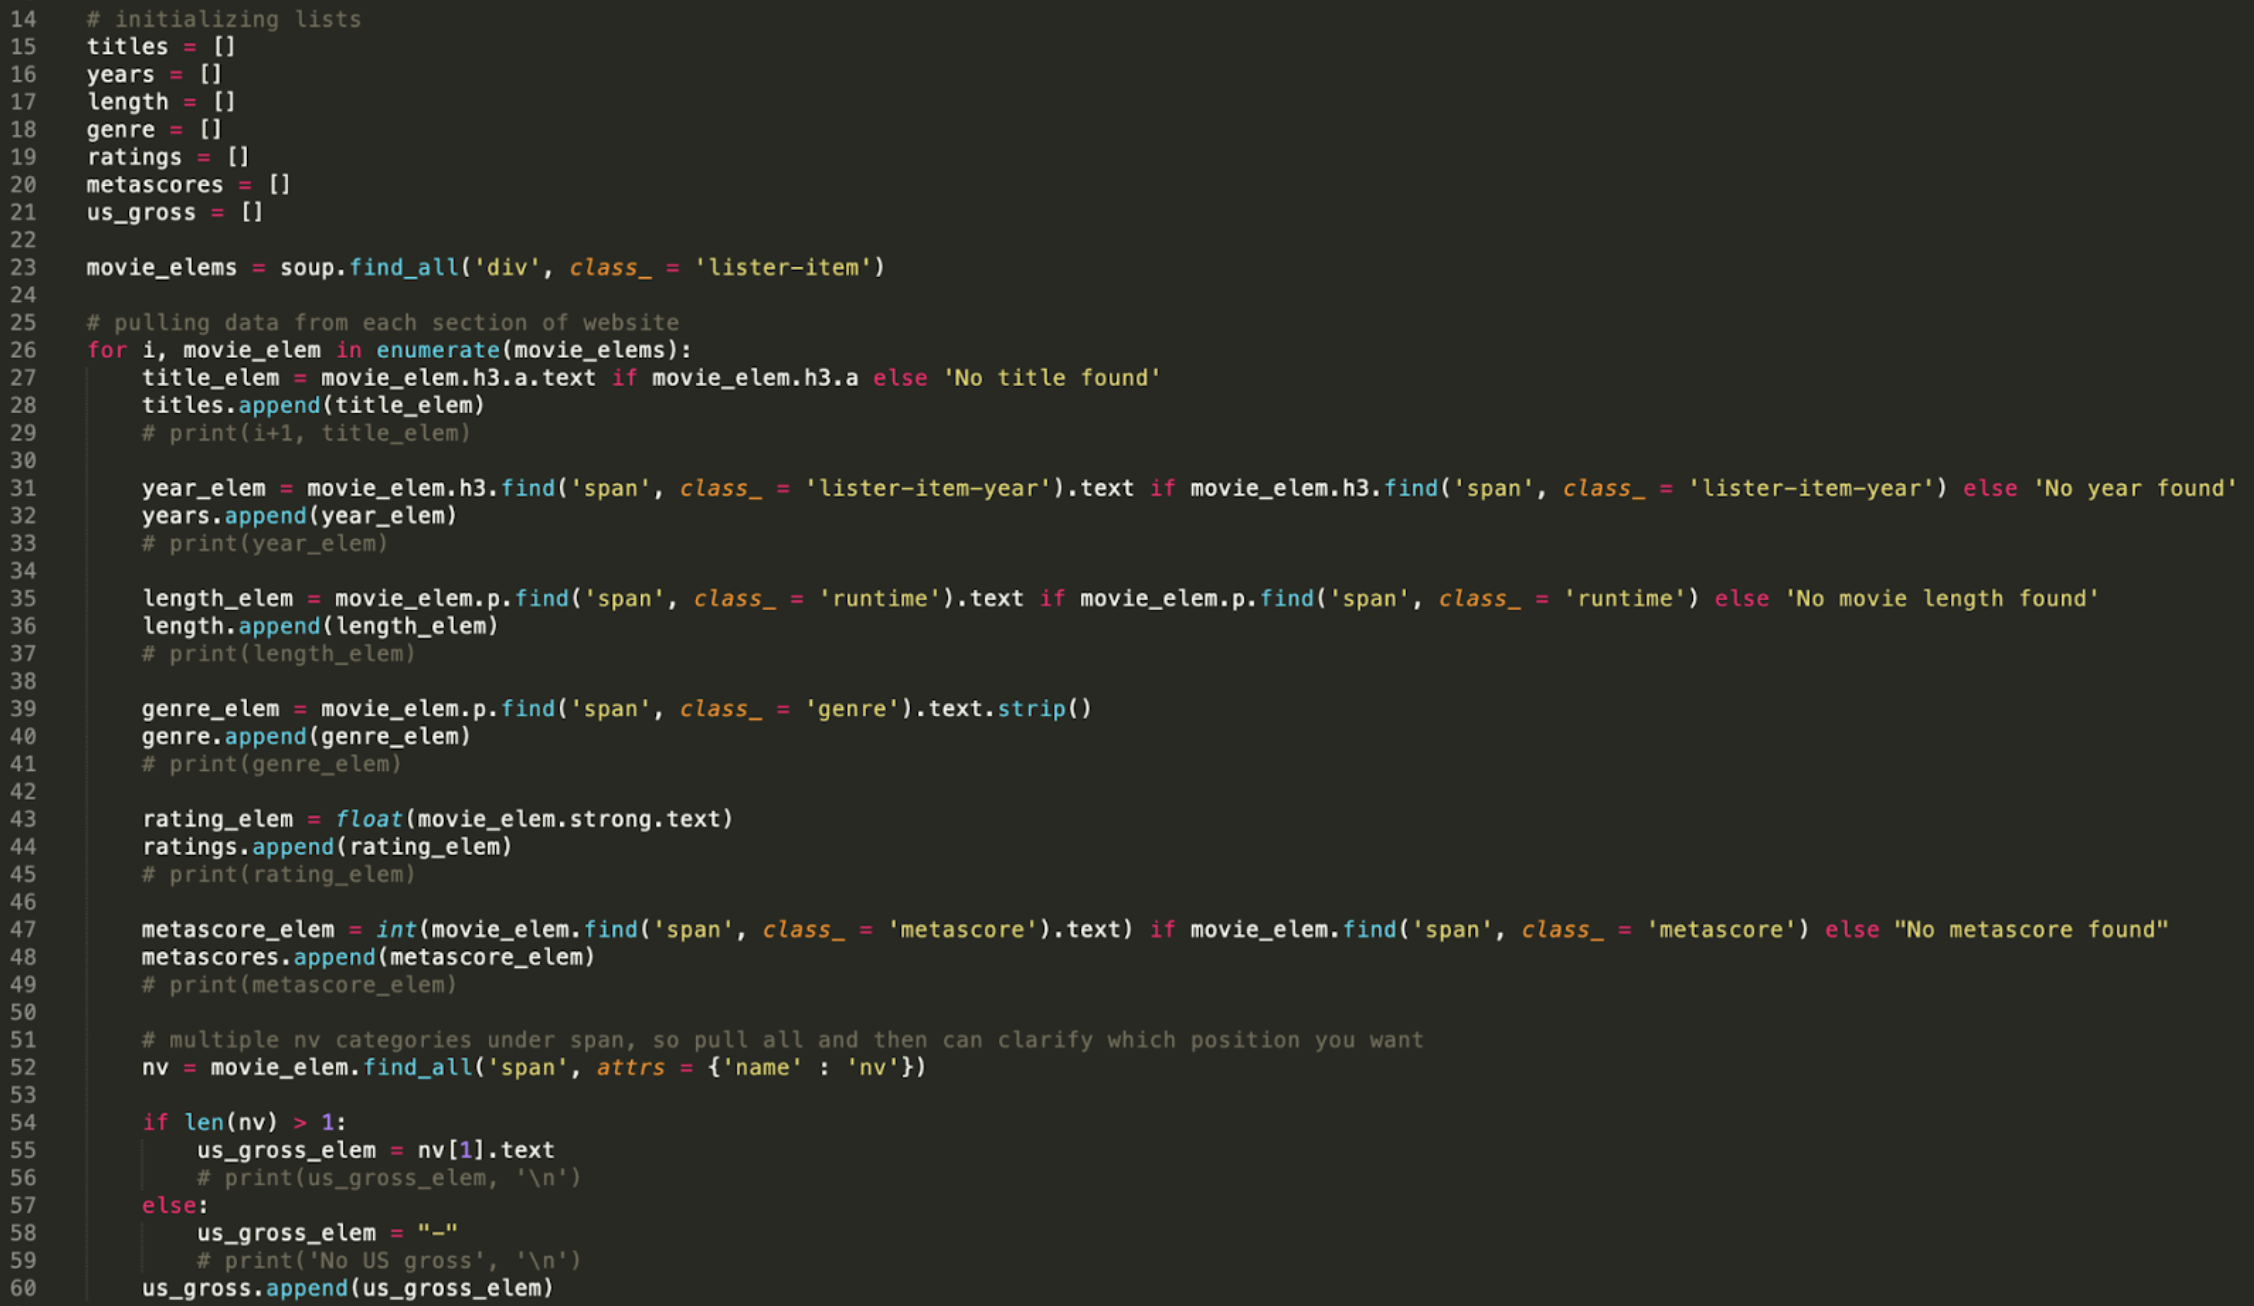 14 # initializing lists
15 titles = []
16 years = []
17 length = []
18 genre = []
19 ratings = []
20 metascores = []
21 us_gross = []
22
23 movie_elems = soup.find_all('div', class_ = 'lister-item')
24
25 # pulling data from each section of website
26 for i, movie_elem in enumerate(movie_elems):
27     title_elem = movie_elem.h3.a.text if movie_elem.h3.a else 'No title found'
28     titles.append(title_elem)
29     # print(i+1, title_elem)
30
31     year_elem = movie_elem.h3.find('span', class_ = 'lister-item-year').text if movie_elem.h3.find('span', class_ = 'lister-item-year') else 'No year found'
32     years.append(year_elem)
33     # print(year_elem)
34
35     length_elem = movie_elem.p.find('span', class_ = 'runtime').text if movie_elem.p.find('span', class_ = 'runtime') else 'No movie length found'
36     length.append(length_elem)
37     # print(length_elem)
38
39     genre_elem = movie_elem.p.find('span', class_ = 'genre').text.strip()
40     genre.append(genre_elem)
41     # print(genre_elem)
42
43     rating_elem = float(movie_elem.strong.text)
44     ratings.append(rating_elem)
45     # print(rating_elem)
46
47     metascore_elem = int(movie_elem.find('span', class_ = 'metascore').text) if movie_elem.find('span', class_ = 'metascore') else "No metascore found"
48     metascores.append(metascore_elem)
49     # print(metascore_elem)
50
51     # multiple nv categories under span, so pull all and then can clarify which position you want
52     nv = movie_elem.find_all('span', attrs = {'name' : 'nv'})
53
54     if len(nv) > 1:
55         us_gross_elem = nv[1].text
56         # print(us_gross_elem, '\n')
57     else:
58         us_gross_elem = "-"
59         # print('No US gross', '\n')
60     us_gross.append(us_gross_elem)